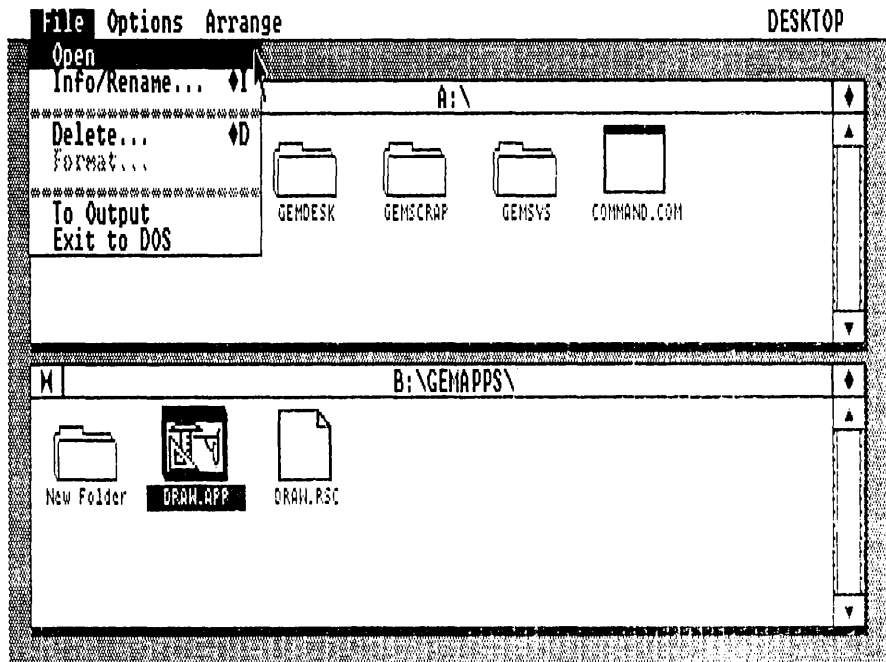 File Options Arrange DESKTOP
Open
Info/Rename... ♦I
Delete... ♦D
Format...
To Output
Exit to DOS
A:\
GEMDESK GEMSCRAP GEMSYS COMMAND.COM
B:\GEMAPPS\
New Folder DRAW.APP DRAW.RSC